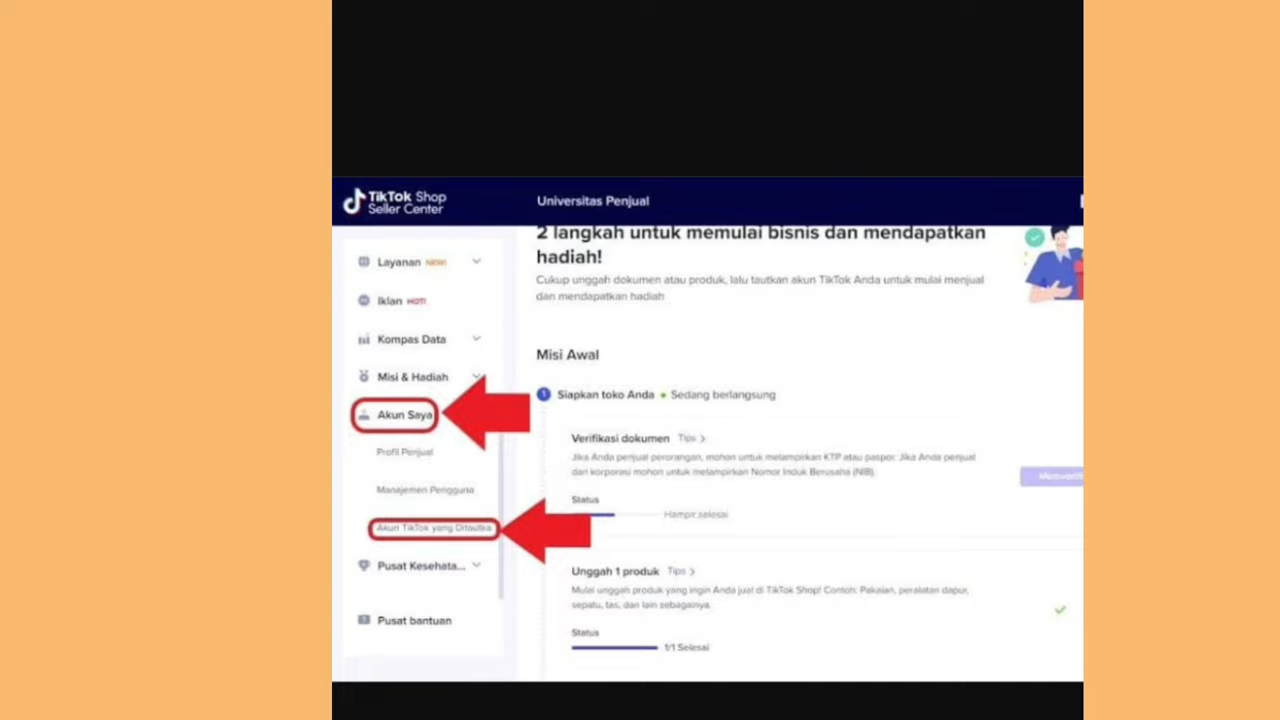 TikTok Shop
Seller Center
Universitas Penjual
2 langkah untuk memulai bisnis dan mendapatkan
hadiah!
Cukup unggah dokumen atau produk, lalu tautkan akun TikTok Anda untuk mulai menjual
dan mendapatkan hadiah
Layanan NEW!
Iklan HOT!
Kompas Data
Misi & Hadiah
Akun Saya
Profil Penjual
Manajemen Pengguna
Akun TikTok yang Ditautka
Pusat Kesehata...
Pusat bantuan
Misi Awal
1 Siapkan toko Anda Sedang berlangsung
Verifikasi dokumen Tips
Jika Anda penjual perorangan, mohon untuk melampirkan KTP atau paspor. Jika Anda penjual
dari korporasi mohon untuk melampirkan Nomor Induk Berusaha (NIB).
Status
Hampir selesai
Unggah 1 produk Tips
Mulai unggah produk yang ingin Anda jual di TikTok Shop! Contoh: Pakaian, peralatan dapur,
sepatu, tas, dan lain sebagainya.
Status
1/1 Selesai